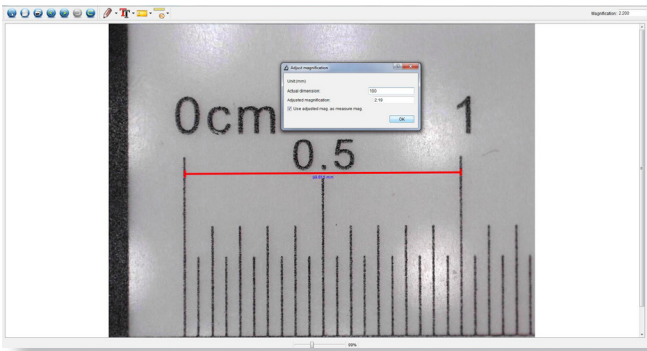 Magnification: 2.200
Adjust magnification
Unit:(mm)
Actual dimension:
100
Adjusted magnification:
2.19
Use adjusted mag. as measure mag.
OK
0cm
1
0.5
50%